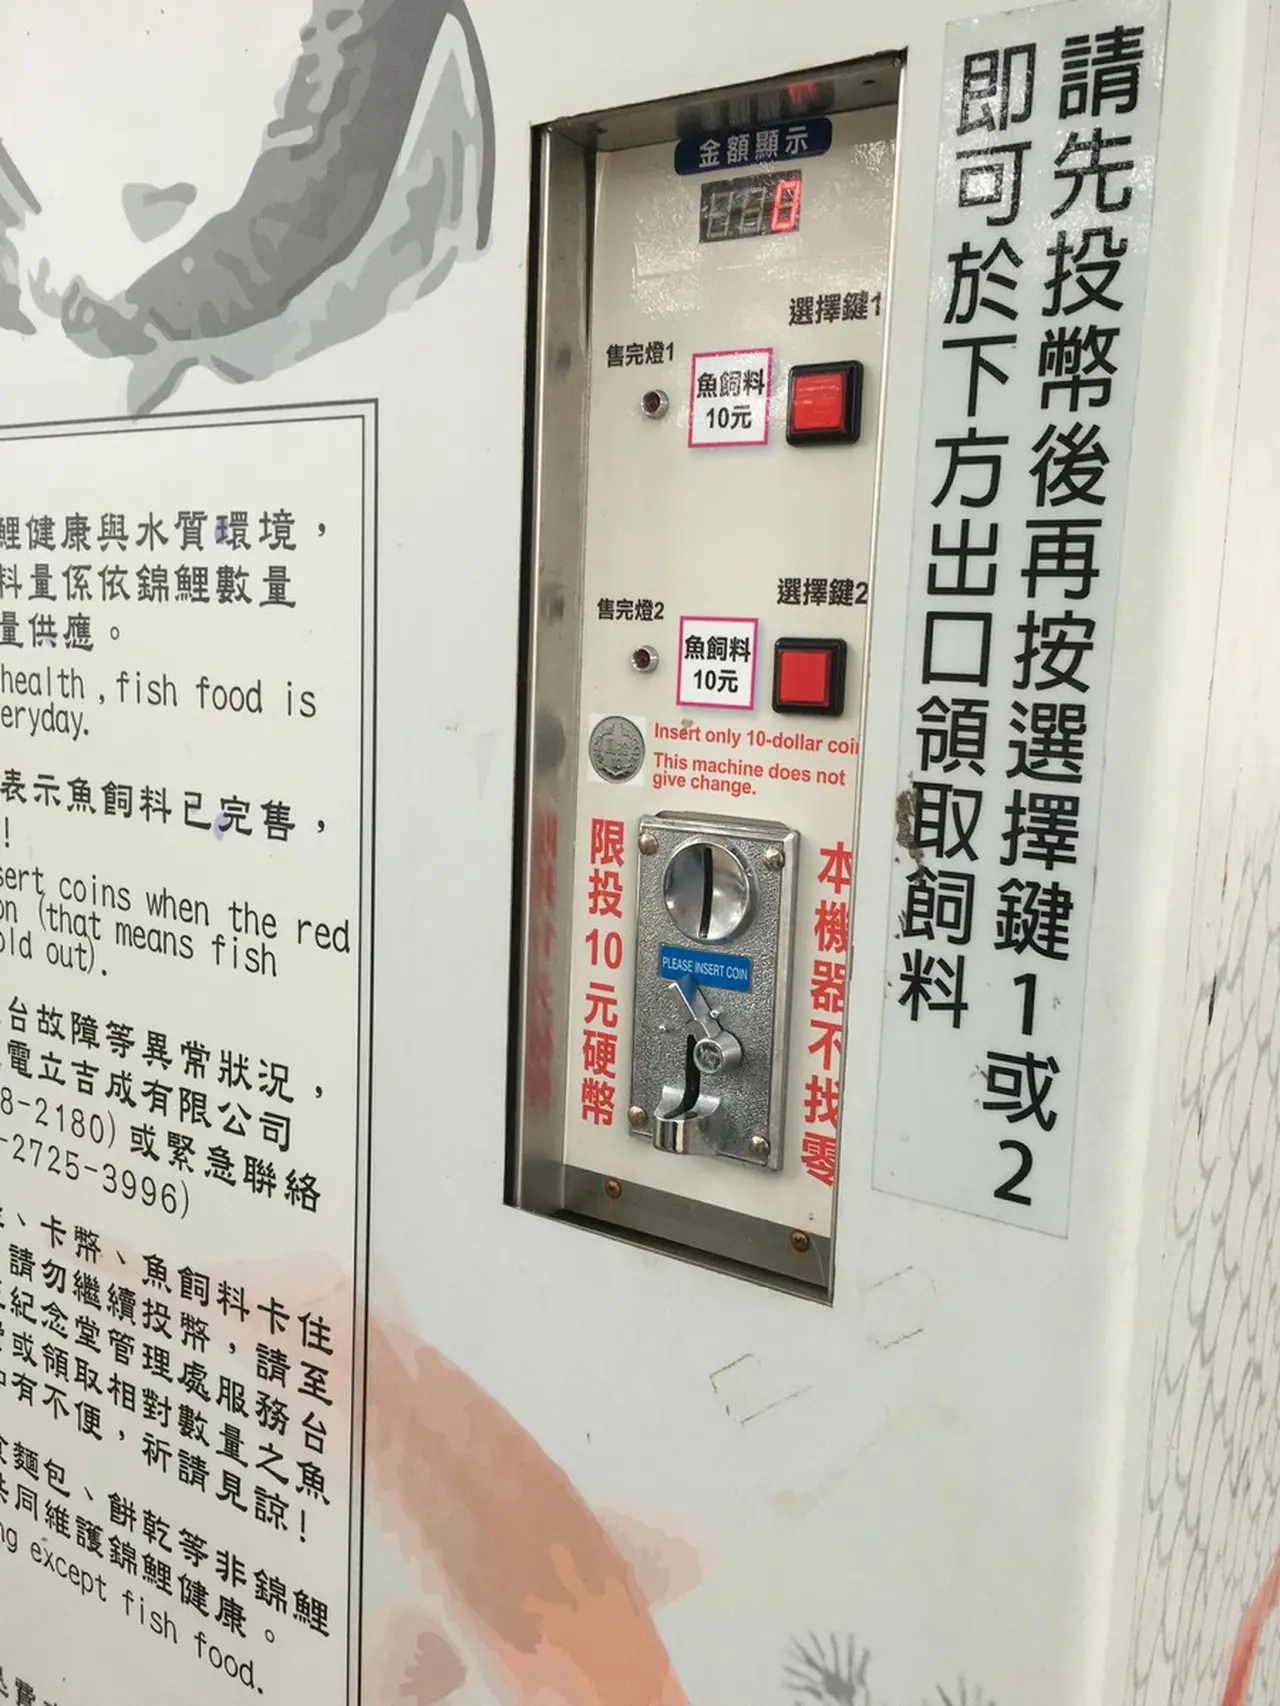 鯉健康與水質環境，
料量係依錦鯉數量
量供應。
health ,fish food is
eryday.
表示魚飼料已完售，
!
sert coins when the red
on (that means fish
old out).
台故障等異常狀況，
電立吉成有限公司
8-2180)或緊急聯絡
-2725-3996)
、卡幣、魚飼料卡住
請勿繼續投幣，請至
紀念堂管理處服務台
或領取相對數量之魚
有不便，祈請見諒!
麵包、餅乾等非錦鯉
共同維護錦鯉健康。
ng except fish food.
金額顯示
0
選擇鍵1
售完燈1
魚飼料
10元
選擇鍵2
售完燈2
魚飼料
10元
Insert only 10-dollar coin
This machine does not
give change.
限投10元硬幣
PLEASE INSERT COIN
本機器不找零
請先投幣後再按選擇鍵1或2
即可於下方出口領取飼料